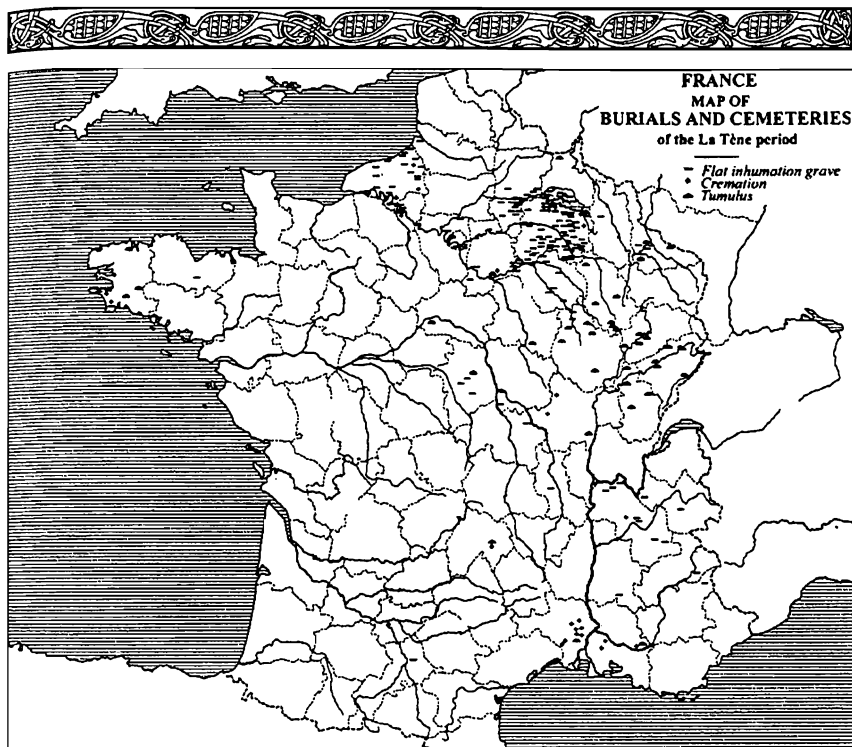 FRANCE
MAP OF
BURIALS AND CEMETERIES
of the La Tène period
Flat inhumation grave
Cremation
Tumulus